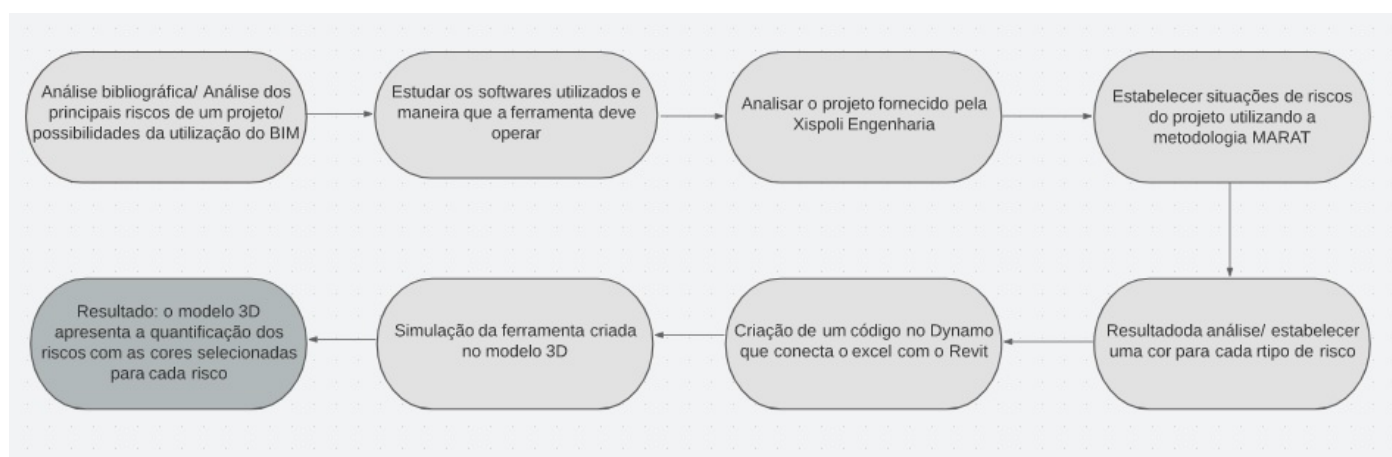 Análise bibliográfica/ Análise dos
principais riscos de um projeto/
possibilidades da utilização do BIM
Estudar os softwares utilizados e
maneira que a ferramenta deve
operar
Analisar o projeto fornecido pela
Xispoli Engenharia
Estabelecer situações de riscos
do projeto utilizando a
metodologia MARAT
Resultadoda análise/ estabelecer
uma cor para cada rtipo de risco
Criação de um código no Dynamo
que conecta o excel com o Revit
Simulação da ferramenta criada
no modelo 3D
Resultado: o modelo 3D
apresenta a quantificação dos
riscos com as cores selecionadas
para cada risco